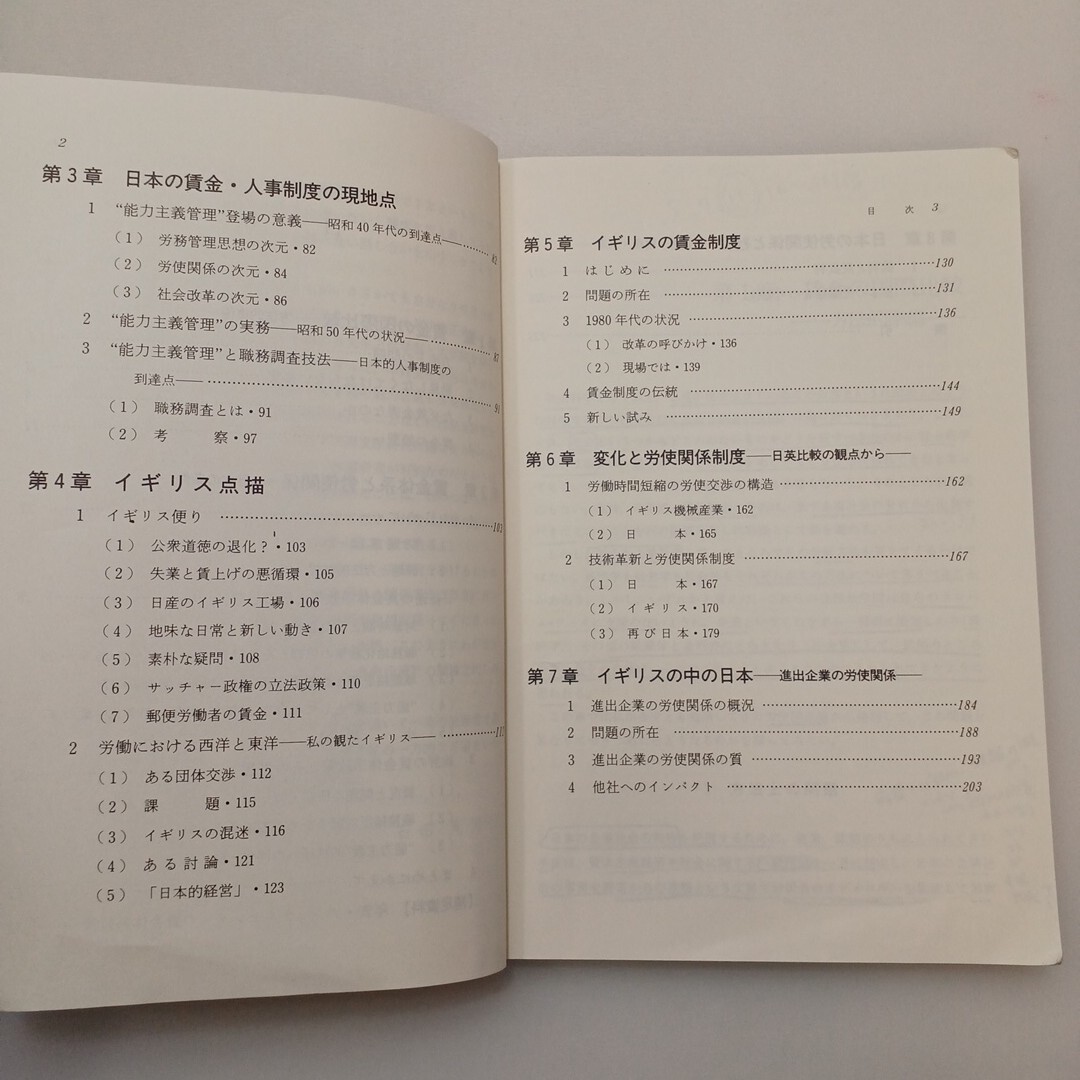 2
第3章 日本の賃金・人事制度の現地点
1 “能力主義管理”登場の意義——昭和40年代の到達点——………82
(1) 労務管理思想の次元・82
(2) 労使関係の次元・84
(3) 社会改革の次元・86
2 “能力主義管理”の実務——昭和50年代の状況——………87
3 “能力主義管理”と職務調査技法——日本的人事制度の
到達点——………91
(1) 職務調査とは・91
(2) 考 察・97
第4章 イギリス点描
1 イギリス便り………103
(1) 公衆道徳の退化?・103
(2) 失業と賃上げの悪循環・105
(3) 日産のイギリス工場・106
(4) 地味な日常と新しい動き・107
(5) 素朴な疑問・108
(6) サッチャー政権の立法政策・110
(7) 郵便労働者の賃金・111
2 労働における西洋と東洋——私の観たイギリス——………112
(1) ある団体交渉・112
(2) 課 題・115
(3) イギリスの混迷・116
(4) ある討論・121
(5) 「日本的経営」・123
目 次 3
第5章 イギリスの賃金制度
1 はじめに………130
2 問題の所在………131
3 1980年代の状況………136
(1) 改革の呼びかけ・136
(2) 現場では・139
4 賃金制度の伝統………144
5 新しい試み………149
第6章 変化と労使関係制度——日英比較の観点から——
1 労働時間短縮の労使交渉の構造………162
(1) イギリス機械産業・162
(2) 日 本・165
2 技術革新と労使関係制度………167
(1) 日 本・167
(2) イギリス・170
(3) 再び日本・179
第7章 イギリスの中の日本——進出企業の労使関係——
1 進出企業の労使関係の概況………184
2 問題の所在………188
3 進出企業の労使関係の質………193
4 他社へのインパクト………203